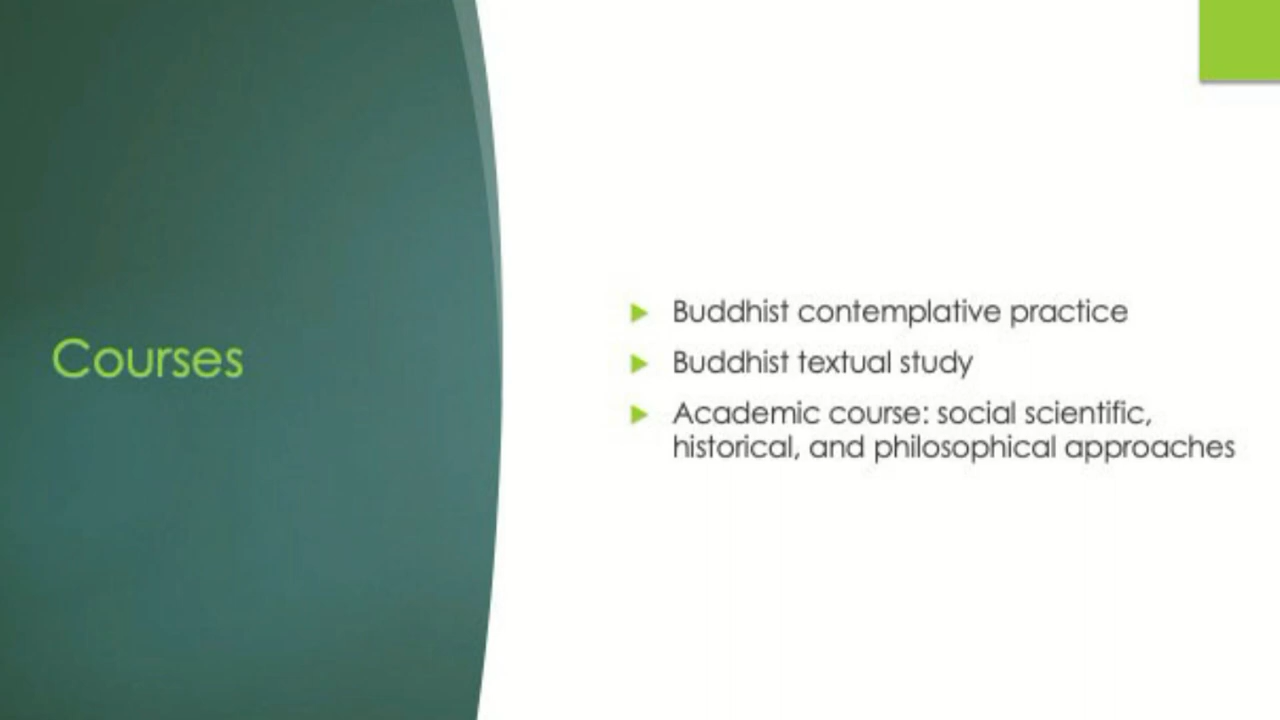 Courses
Buddhist contemplative practice
Buddhist textual study
Academic course: social scientific,
historical, and philosophical approaches